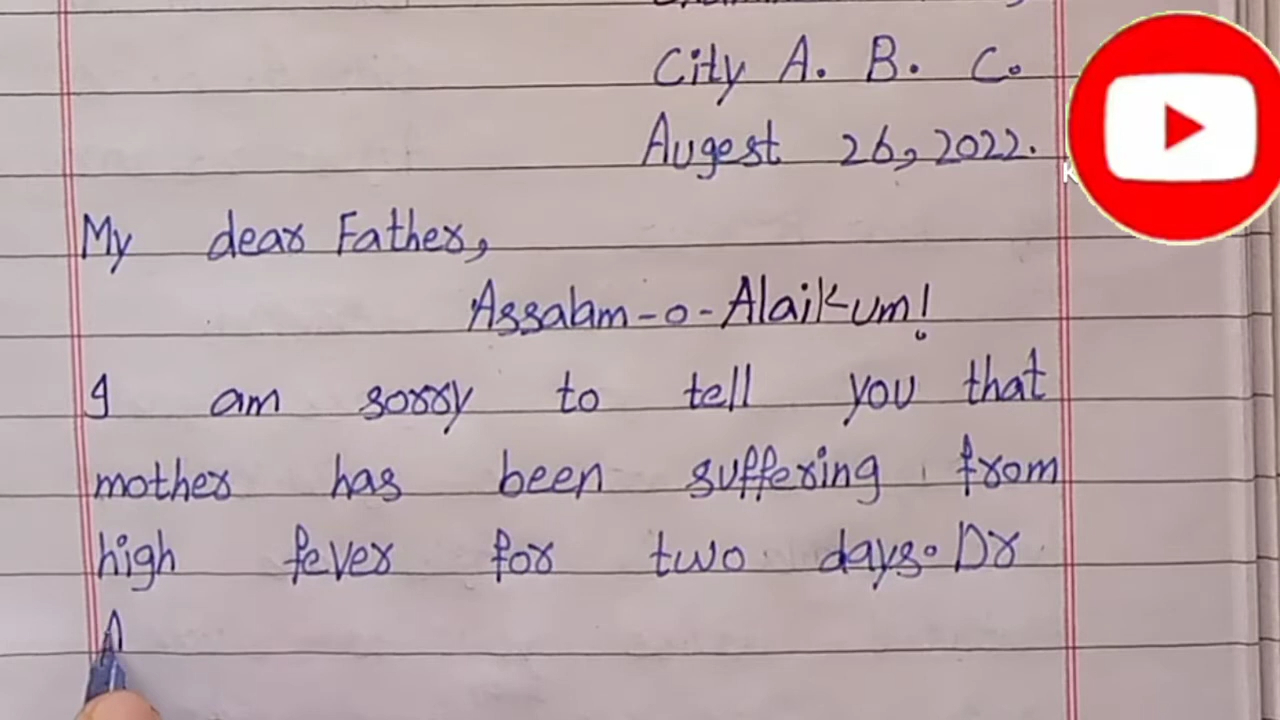 City A. B. C.
Augest 26, 2022.
My dear Father,
Assalam-o-Alaikum!
I am sorry to tell you that
mother has been suffering from
high fever for two days. Dr
A